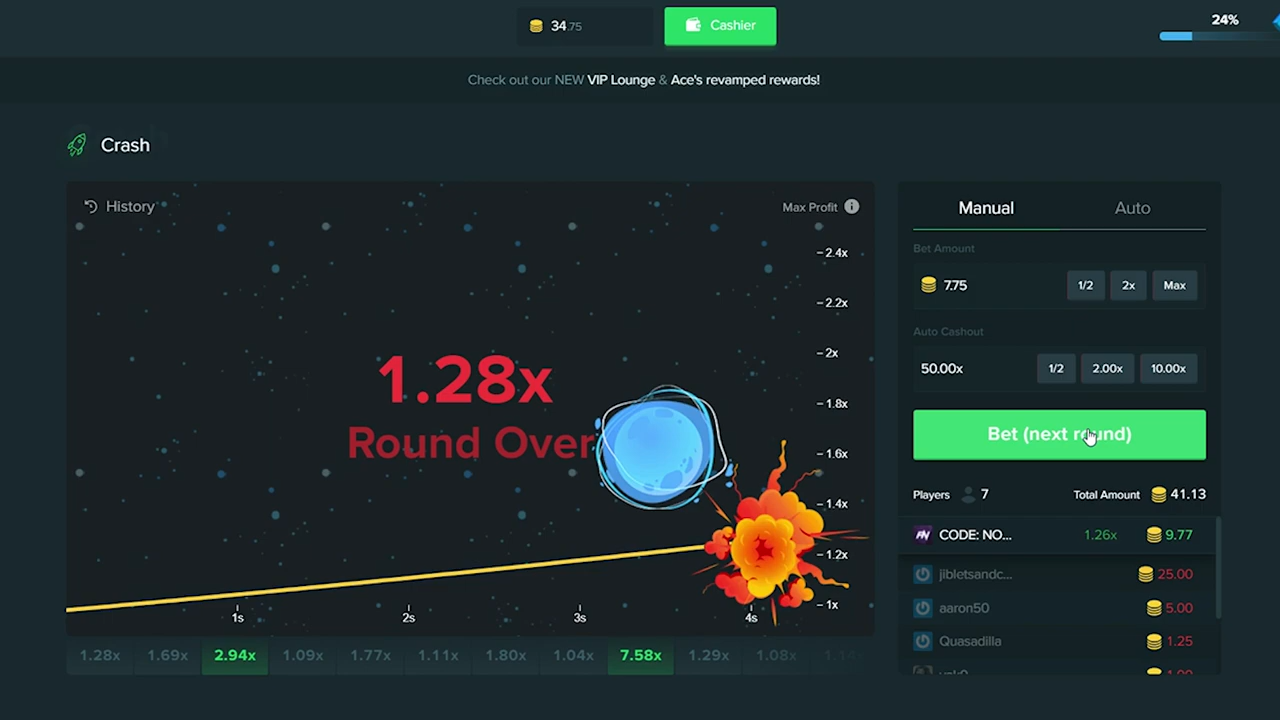 34.75
Cashier
24%
Check out our NEW VIP Lounge & Ace's revamped rewards!
Crash
History
Max Profit
2.4x
2.2x
2x
1.8x
1.6x
1.4x
1.2x
1x
1.28x
Round Over
1s 2s 3s 4s
1.28x 1.69x 2.94x 1.09x 1.77x 1.11x 1.80x 1.04x 7.58x 1.29x 1.08x
Manual Auto
Bet Amount
7.75 1/2 2x Max
Auto Cashout
50.00x 1/2 2.00x 10.00x
Bet (next round)
Players 7 Total Amount 41.13
CODE: NO... 1.26x 9.77
jibletsandc... 25.00
aaron50 5.00
Quasadilla 1.25